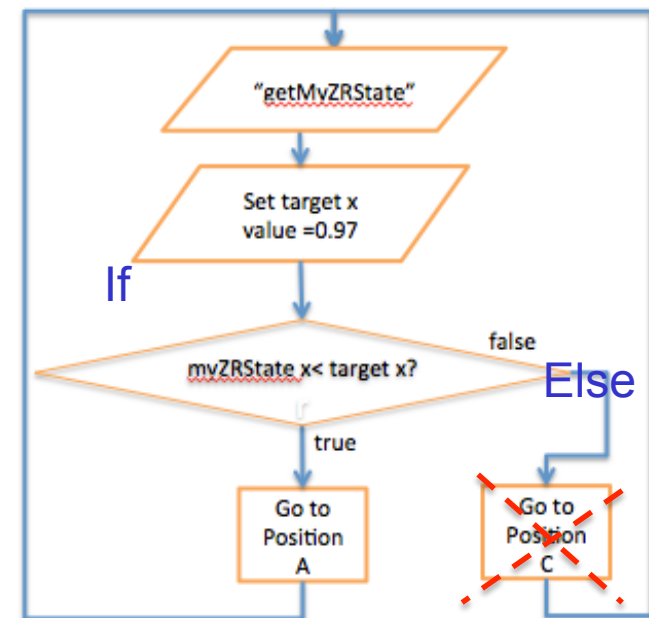 “getMyZRState”
Set target x
value =0.97
If
myZRState x< target x?
false
Else
r
true
Go to
Position
A
Go to
Position
C